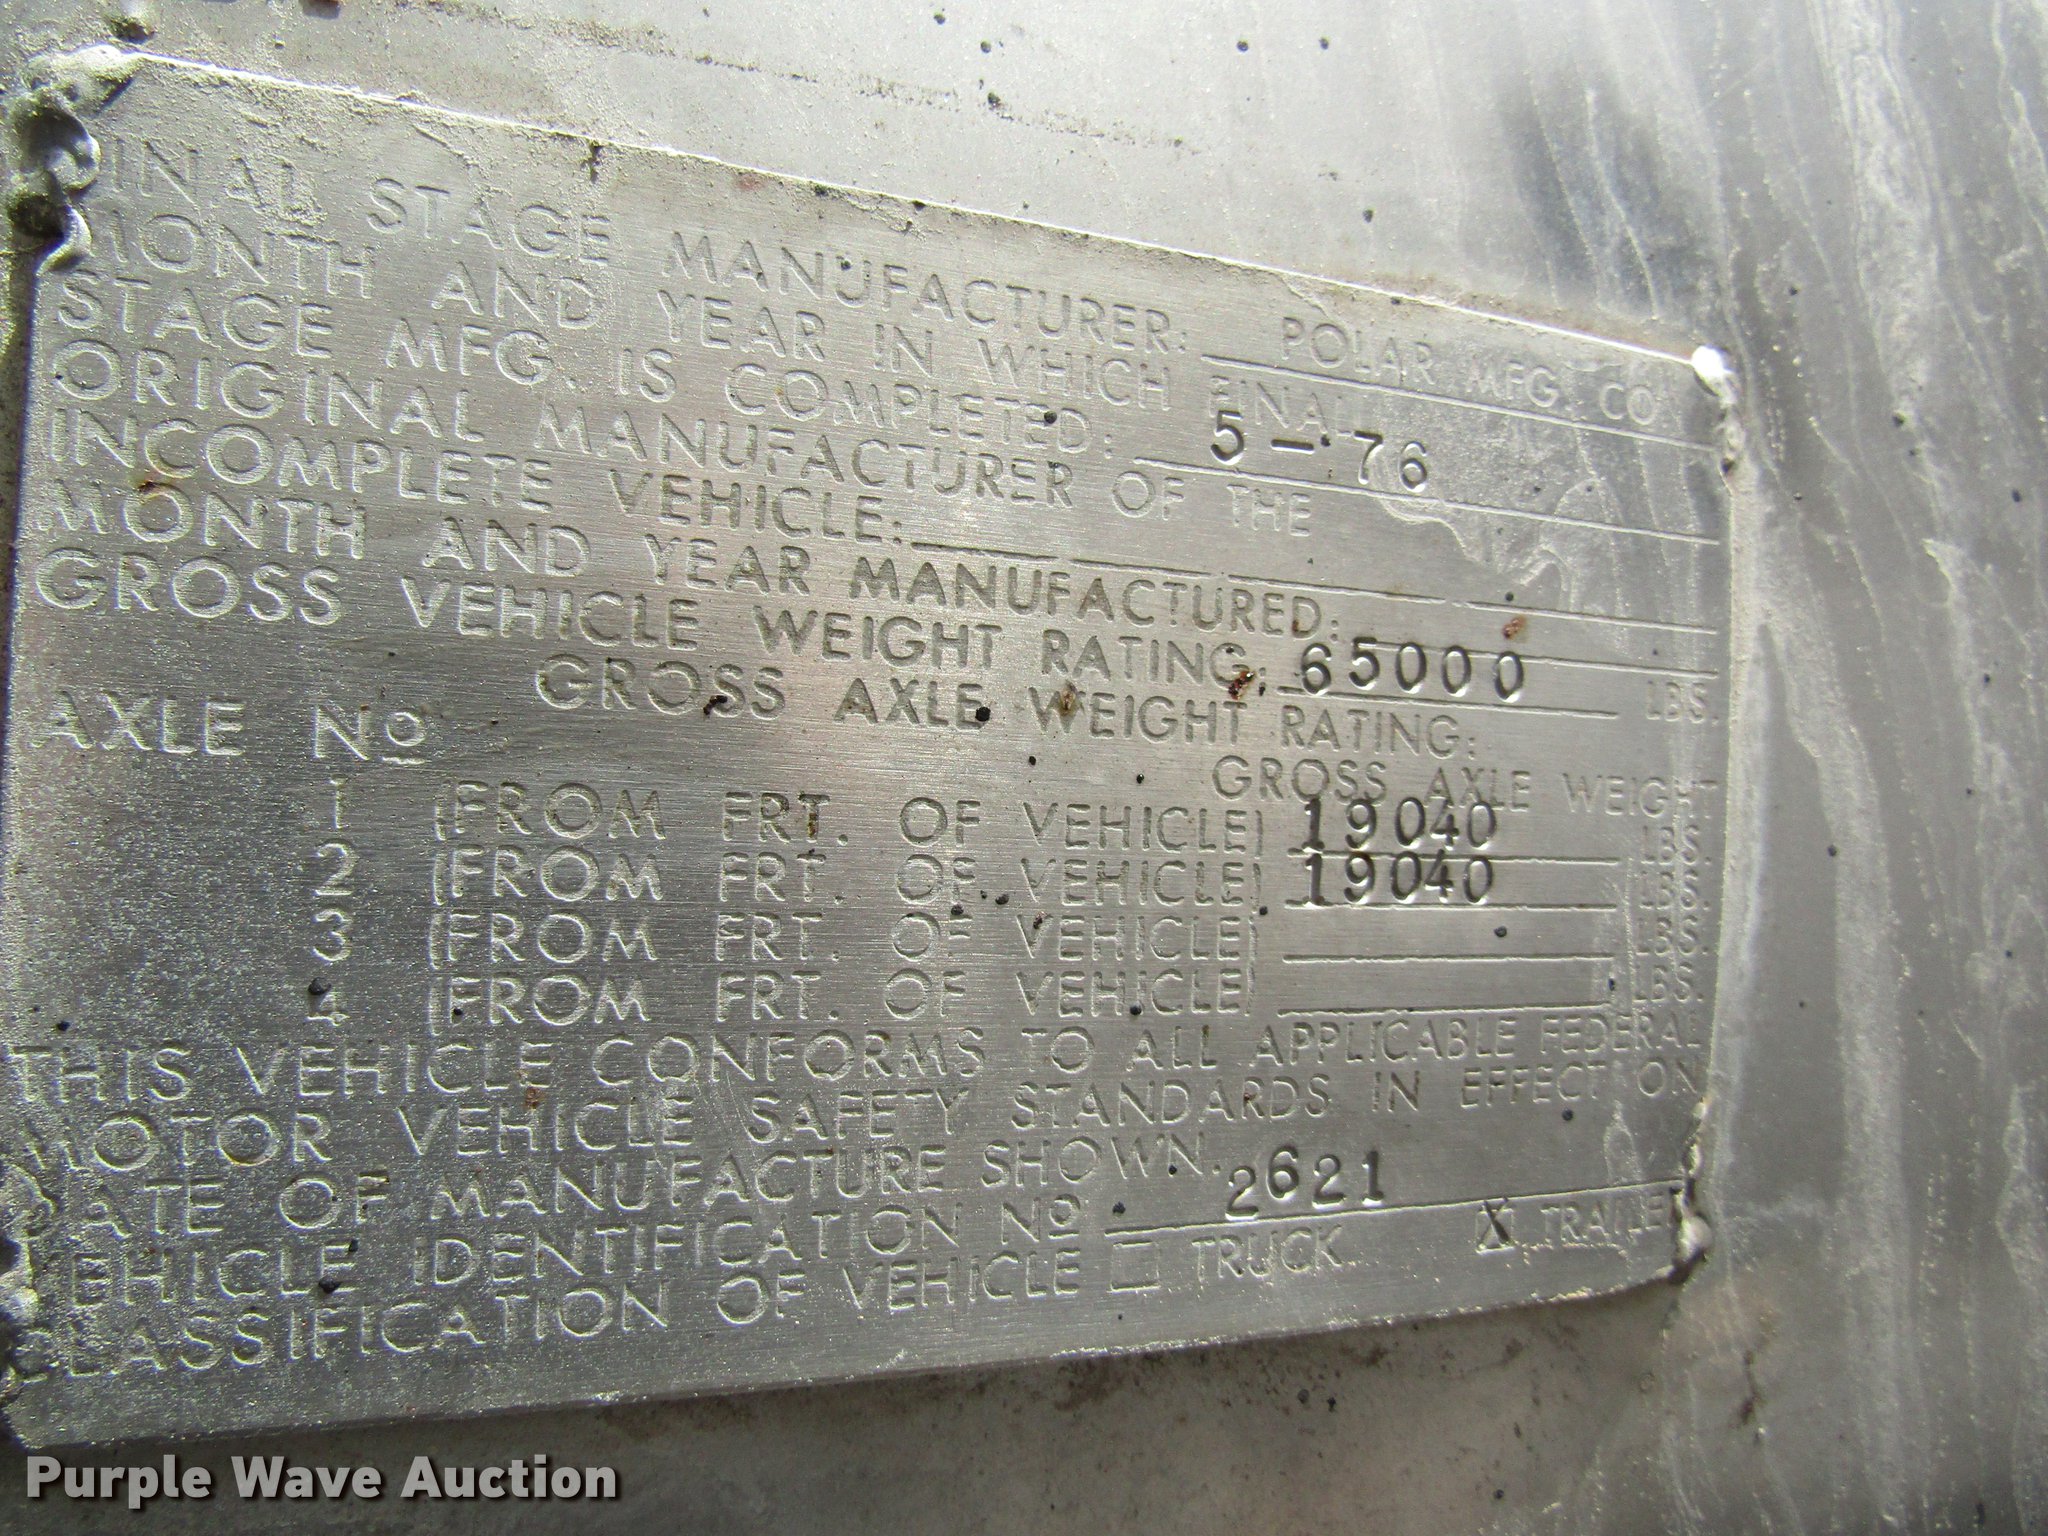 FINAL STAGE MANUFACTURER: POLAR MFG. CO
MONTH AND YEAR IN WHICH FINAL
STAGE MFG. IS COMPLETED: 5-76
ORIGINAL MANUFACTURER OF THE
INCOMPLETE VEHICLE:
MONTH AND YEAR MANUFACTURED:
GROSS VEHICLE WEIGHT RATING: 65000 LBS.
GROSS AXLE WEIGHT RATING:
AXLE No GROSS AXLE WEIGHT
1 (FROM FRT. OF VEHICLE) 19040 LBS.
2 (FROM FRT. OF VEHICLE) 19040 LBS.
3 (FROM FRT. OF VEHICLE) LBS.
4 (FROM FRT. OF VEHICLE) LBS.
THIS VEHICLE CONFORMS TO ALL APPLICABLE FEDERAL
MOTOR VEHICLE SAFETY STANDARDS IN EFFECT ON
DATE OF MANUFACTURE SHOWN.
VEHICLE IDENTIFICATION No 2621
CLASSIFICATION OF VEHICLE □ TRUCK X TRAILER
Purple Wave Auction